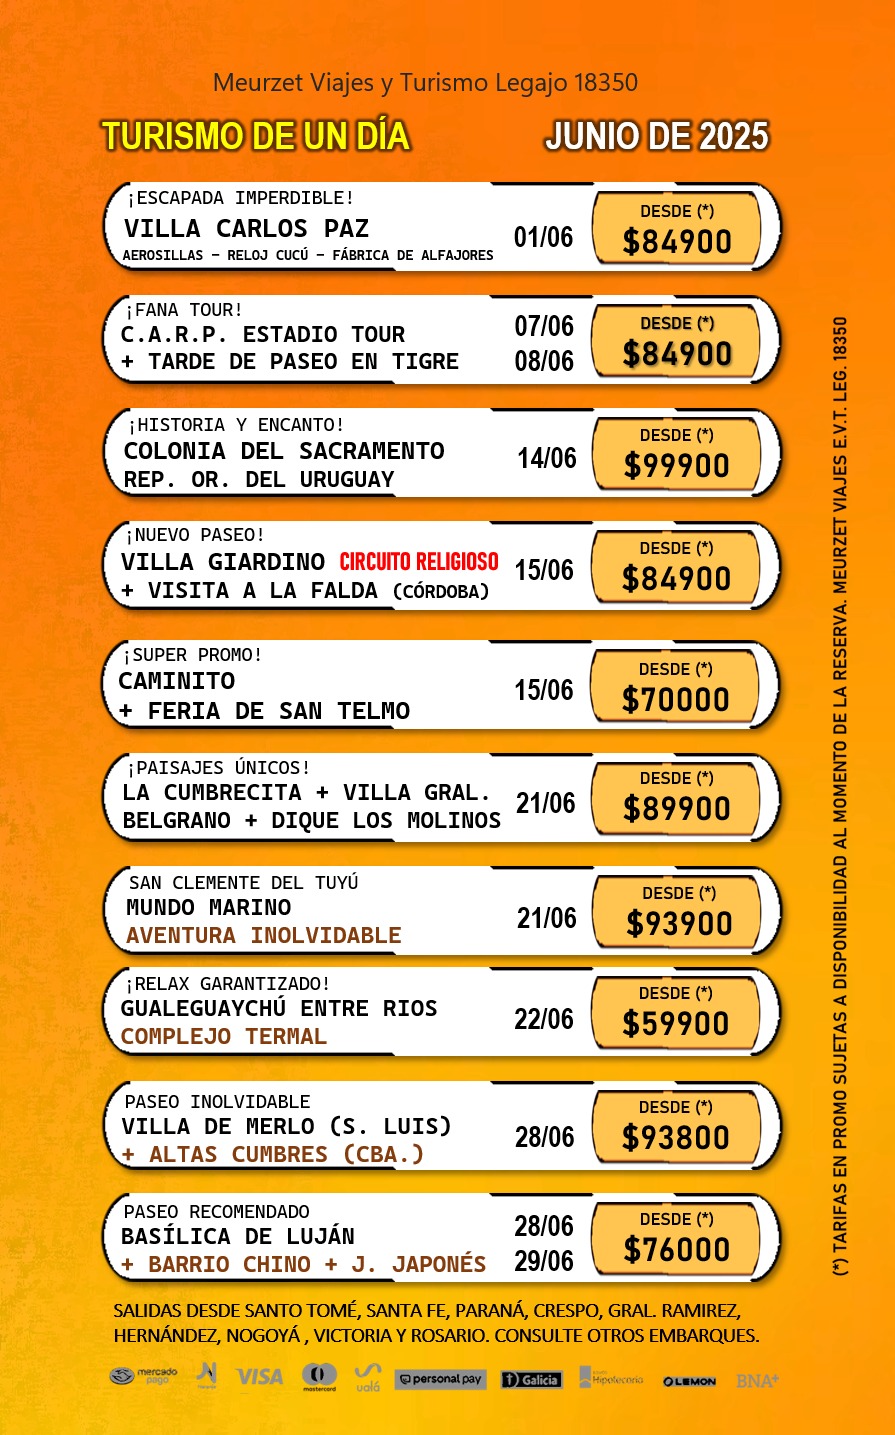 Meurzet Viajes y Turismo Legajo 18350
TURISMO DE UN DÍA
JUNIO DE 2025
¡ESCAPADA IMPERDIBLE!
VILLA CARLOS PAZ
AEROSILLAS – RELOJ CUCÚ – FÁBRICA DE ALFAJORES
01/06
DESDE (*)
$84900
¡FANA TOUR!
C.A.R.P. ESTADIO TOUR
+ TARDE DE PASEO EN TIGRE
07/06
08/06
DESDE (*)
$84900
¡HISTORIA Y ENCANTO!
COLONIA DEL SACRAMENTO
REP. OR. DEL URUGUAY
14/06
DESDE (*)
$99900
¡NUEVO PASEO!
VILLA GIARDINO CIRCUITO RELIGIOSO
+ VISITA A LA FALDA (CÓRDOBA)
15/06
DESDE (*)
$84900
¡SUPER PROMO!
CAMINITO
+ FERIA DE SAN TELMO
15/06
DESDE (*)
$70000
¡PAISAJES ÚNICOS!
LA CUMBRECITA + VILLA GRAL.
BELGRANO + DIQUE LOS MOLINOS
21/06
DESDE (*)
$89900
SAN CLEMENTE DEL TUYÚ
MUNDO MARINO
AVENTURA INOLVIDABLE
21/06
DESDE (*)
$93900
¡RELAX GARANTIZADO!
GUALEGUAYCHÚ ENTRE RIOS
COMPLEJO TERMAL
22/06
DESDE (*)
$59900
PASEO INOLVIDABLE
VILLA DE MERLO (S. LUIS)
+ ALTAS CUMBRES (CBA.)
28/06
DESDE (*)
$93800
PASEO RECOMENDADO
BASÍLICA DE LUJÁN
+ BARRIO CHINO + J. JAPONÉS
28/06
29/06
DESDE (*)
$76000
(*) TARIFAS EN PROMO SUJETAS A DISPONIBILIDAD AL MOMENTO DE LA RESERVA. MEURZET VIAJES E.V.T. LEG. 18350
SALIDAS DESDE SANTO TOMÉ, SANTA FE, PARANÁ, CRESPO, GRAL. RAMIREZ,
HERNÁNDEZ, NOGOYÁ , VICTORIA Y ROSARIO. CONSULTE OTROS EMBARQUES.
mercado
pago
VISA
mastercard
ualá
personal pay
Galicia
Hipotecario
LEMON
BNA+